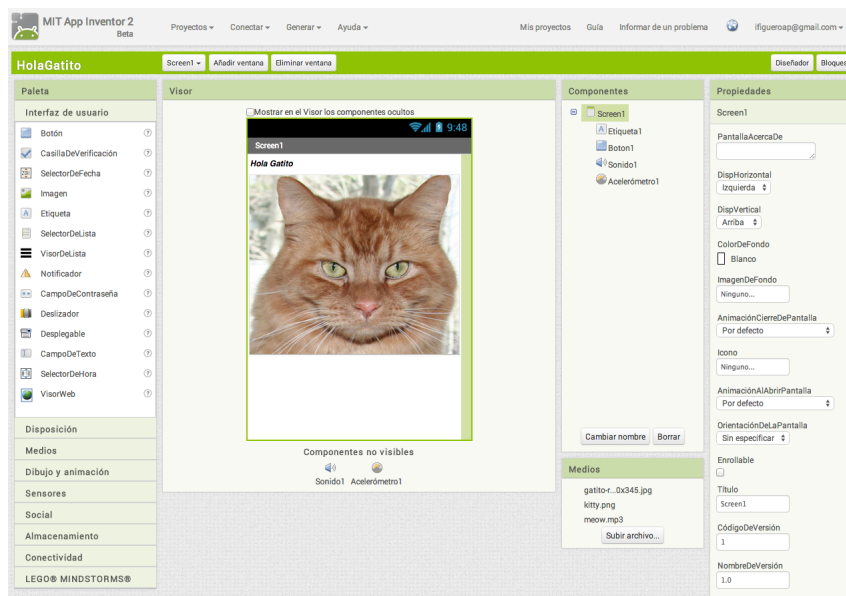 MIT App Inventor 2
Beta
Proyectos Conectar Generar Ayuda
Mis proyectos Guía Informar de un problema ifigueroap@gmail.com
HolaGatito
Screen1 Añadir ventana Eliminar ventana
Diseñador Bloques
Paleta
Interfaz de usuario
Botón
CasillaDeVerificación
SelectorDeFecha
Imagen
Etiqueta
SelectorDeLista
VisorDeLista
Notificador
CampoDeContraseña
Deslizador
Desplegable
CampoDeTexto
SelectorDeHora
VisorWeb
Disposición
Medios
Dibujo y animación
Sensores
Social
Almacenamiento
Conectividad
LEGO® MINDSTORMS®
Visor
Mostrar en el Visor los componentes ocultos
9:48
Screen1
Hola Gatito
Componentes no visibles
Sonido1 Acelerómetro1
Componentes
Screen1
Etiqueta1
Boton1
Sonido1
Acelerómetro1
Cambiar nombre Borrar
Medios
gatito-r...0x345.jpg
kitty.png
meow.mp3
Subir archivo...
Propiedades
Screen1
PantallaAcercaDe
DispHorizontal
Izquierda
DispVertical
Arriba
ColorDeFondo
Blanco
ImagenDeFondo
Ninguno...
AnimaciónCierreDePantalla
Por defecto
Icono
Ninguno...
AnimaciónAlAbrirPantalla
Por defecto
OrientaciónDeLaPantalla
Sin especificar
Enrollable
Título
Screen1
CódigoDeVersión
1
NombreDeVersión
1.0